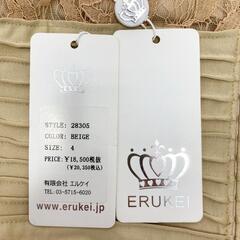 STYLE: 28305
COLOR: BEIGE
SIZE: 4
PRICE:¥18,500税抜
(¥20,350税込)
有限会社 エルケイ
TEL:03-5715-6020
www.erukei.jp
ERUKEI